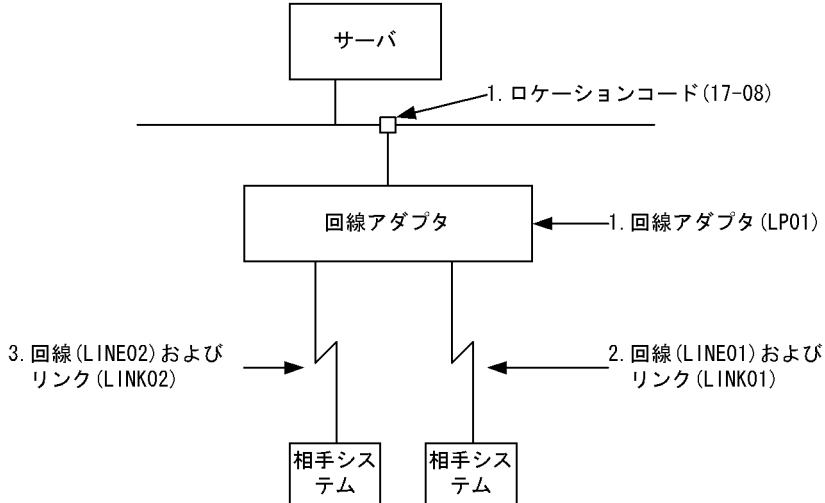 サーバ
1.ロケーションコード(17-08)
回線アダプタ
1.回線アダプタ(LP01)
3.回線(LINE02)および
リンク(LINK02)
2.回線(LINE01)および
リンク(LINK01)
相手シス
テム
相手シス
テム